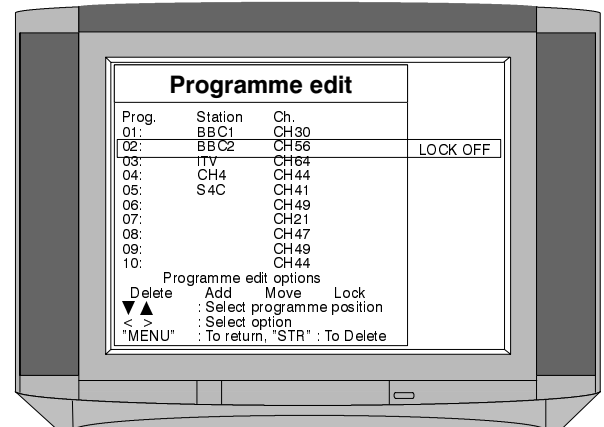 Programme edit
Prog. Station Ch.
01: BBC1 CH30
02: BBC2 CH56 LOCK OFF
03: ITV CH64
04: CH4 CH44
05: S4C CH41
06: CH49
07: CH21
08: CH47
09: CH49
10: CH44
Programme edit options
Delete Add Move Lock
▼▲ : Select programme position
< > : Select option
"MENU" : To return, "STR" : To Delete